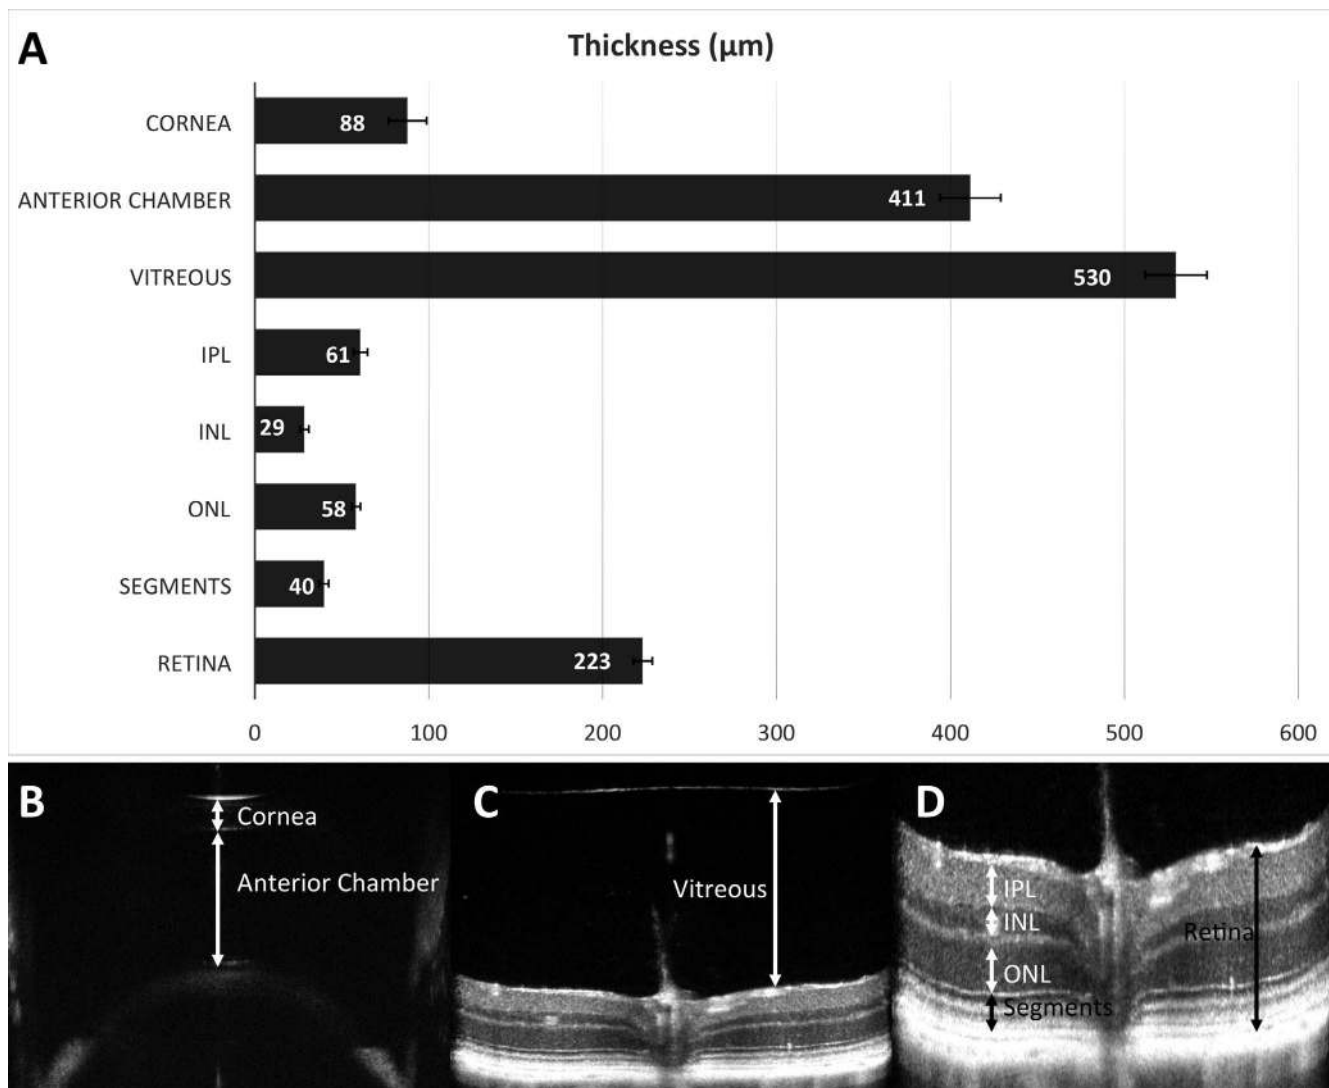 A
Thickness (μm)
CORNEA
88
ANTERIOR CHAMBER
411
VITREOUS
530
IPL
61
INL
29
ONL
58
SEGMENTS
40
RETINA
223
0 100 200 300 400 500 600
B
Cornea
Anterior Chamber
C
Vitreous
D
IPL
INL
Retina
ONL
Segments